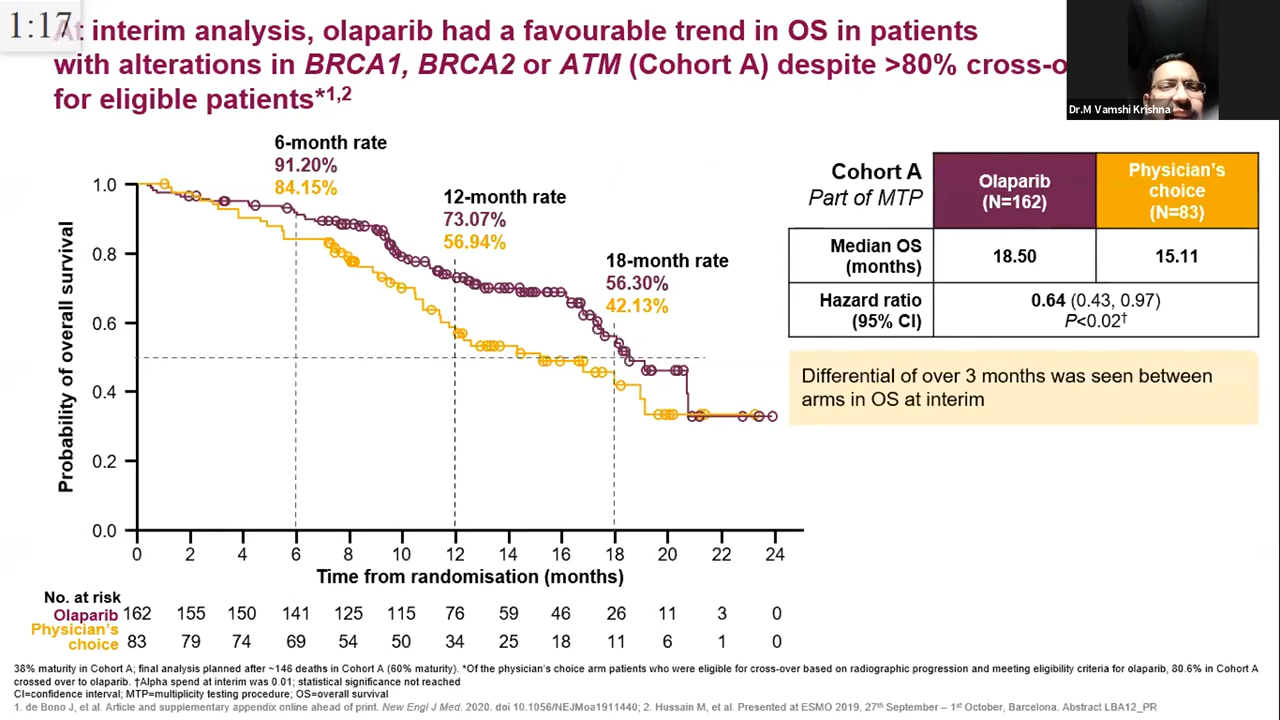 1:17
At interim analysis, olaparib had a favourable trend in OS in patients
with alterations in BRCA1, BRCA2 or ATM (Cohort A) despite >80% cross-o
for eligible patients*1,2
Dr.M Vamshi Krishna
6-month rate
91.20%
84.15%
12-month rate
73.07%
56.94%
18-month rate
56.30%
42.13%
Probability of overall survival
1.0
0.8
0.6
0.4
0.2
0.0
0 2 4 6 8 10 12 14 16 18 20 22 24
Time from randomisation (months)
No. at risk
Olaparib 162 155 150 141 125 115 76 59 46 26 11 3 0
Physician's
choice 83 79 74 69 54 50 34 25 18 11 6 1 0
Cohort A
Part of MTP
Olaparib
(N=162)
Physician's
choice
(N=83)
Median OS
(months)
18.50
15.11
Hazard ratio
(95% CI)
0.64 (0.43, 0.97)
P<0.02†
Differential of over 3 months was seen between
arms in OS at interim
38% maturity in Cohort A; final analysis planned after ~146 deaths in Cohort A (60% maturity). *Of the physician's choice arm patients who were eligible for cross-over based on radiographic progression and meeting eligibility criteria for olaparib, 80.6% in Cohort A
crossed over to olaparib. †Alpha spend at interim was 0.01; statistical significance not reached
CI=confidence interval; MTP=multiplicity testing procedure; OS=overall survival
1. de Bono J, et al. Article and supplementary appendix online ahead of print. New Engl J Med. 2020. doi 10.1056/NEJMoa1911440; 2. Hussain M, et al. Presented at ESMO 2019, 27th September – 1st October, Barcelona. Abstract LBA12_PR